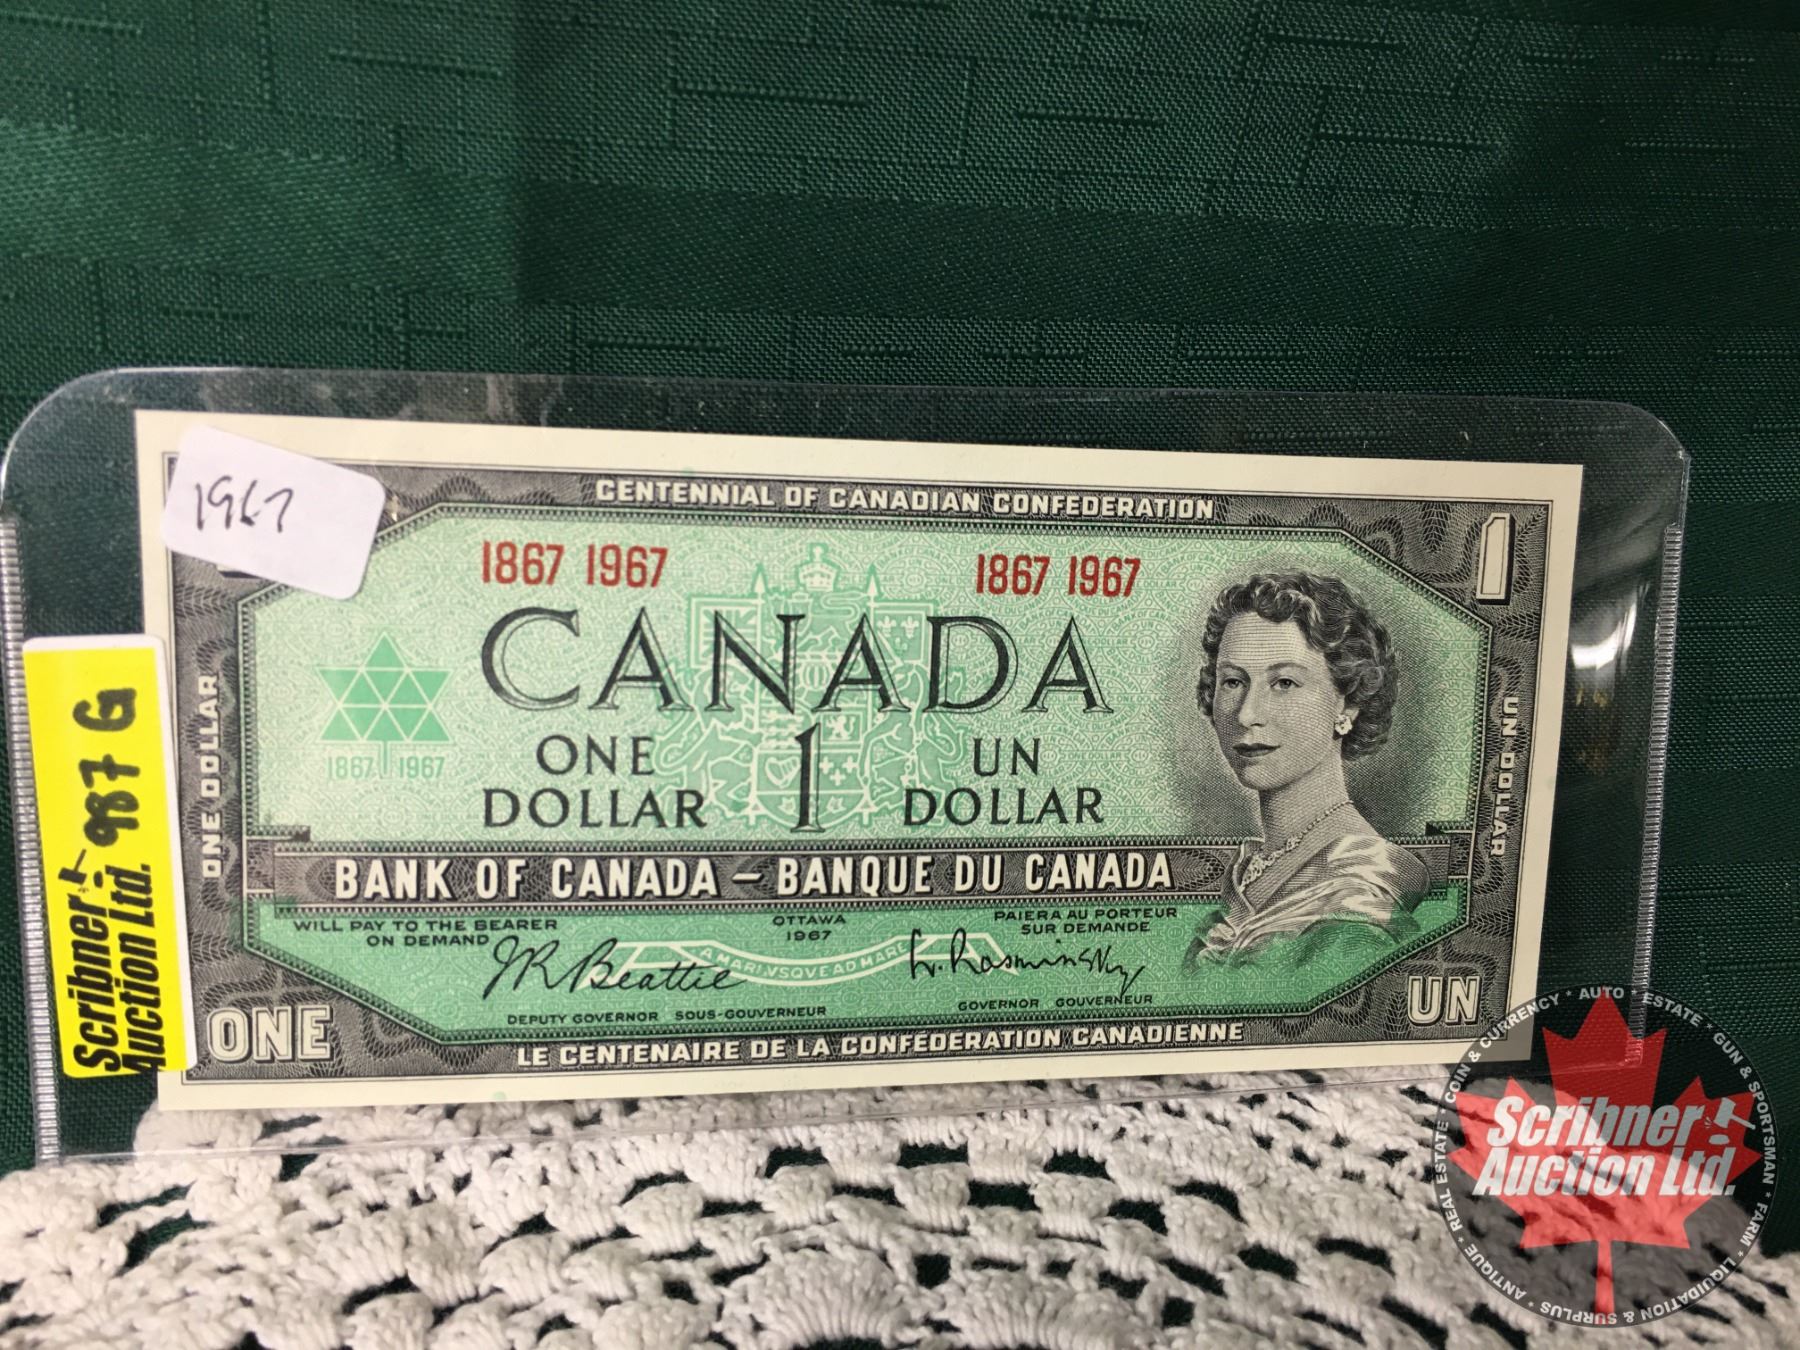 1967
CENTENNIAL OF CANADIAN CONFEDERATION
1
1867 1967
1867 1967
CANADA
1867 1967
ONE DOLLAR
1
UN DOLLAR
ONE DOLLAR
UN DOLLAR
BANK OF CANADA – BANQUE DU CANADA
WILL PAY TO THE BEARER
ON DEMAND
OTTAWA
1967
PAIERA AU PORTEUR
SUR DEMANDE
JR Beattie
A MARI VSQVE AD MARE
L. Rasminsky
DEPUTY GOVERNOR SOUS-GOUVERNEUR
GOVERNOR GOUVERNEUR
ONE
UN
LE CENTENAIRE DE LA CONFÉDÉRATION CANADIENNE
987 G
Scribner
Auction Ltd.
Scribner
Auction Ltd.
REAL ESTATE * COIN & CURRENCY * AUTO * ESTATE * GUN & SPORTSMAN * FARM * LIQUIDATION & SURPLUS * ANTIQUE *